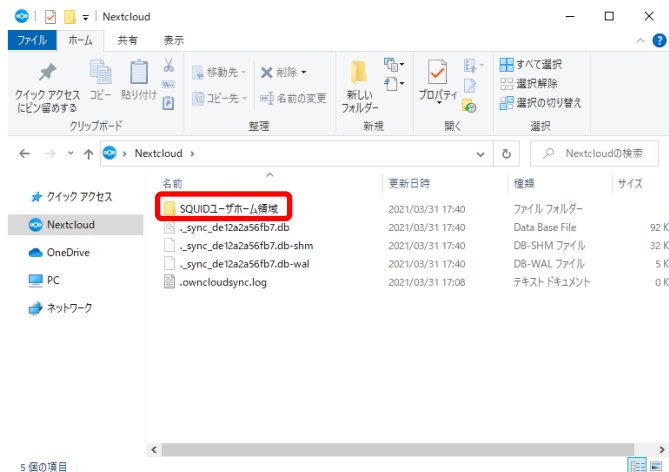 Nextcloud
ファイル ホーム 共有 表示
クイック アクセス
にピン留めする
コピー
貼り付け
移動先
コピー先
削除
名前の変更
新しい
フォルダー
プロパティ
すべて選択
選択解除
選択の切り替え
クリップボード 整理 新規 開く 選択
Nextcloud
Nextcloudの検索
クイック アクセス
Nextcloud
OneDrive
PC
ネットワーク
名前 更新日時 種類 サイズ
SQUIDユーザホーム領域 2021/03/31 17:40 ファイル フォルダー
._sync_de12a2a56fb7.db 2021/03/31 17:40 Data Base File 92 K
._sync_de12a2a56fb7.db-shm 2021/03/31 17:40 DB-SHM ファイル 32 K
._sync_de12a2a56fb7.db-wal 2021/03/31 17:40 DB-WAL ファイル 5 K
.owncloudsync.log 2021/03/31 17:08 テキスト ドキュメント 0 K
5 個の項目